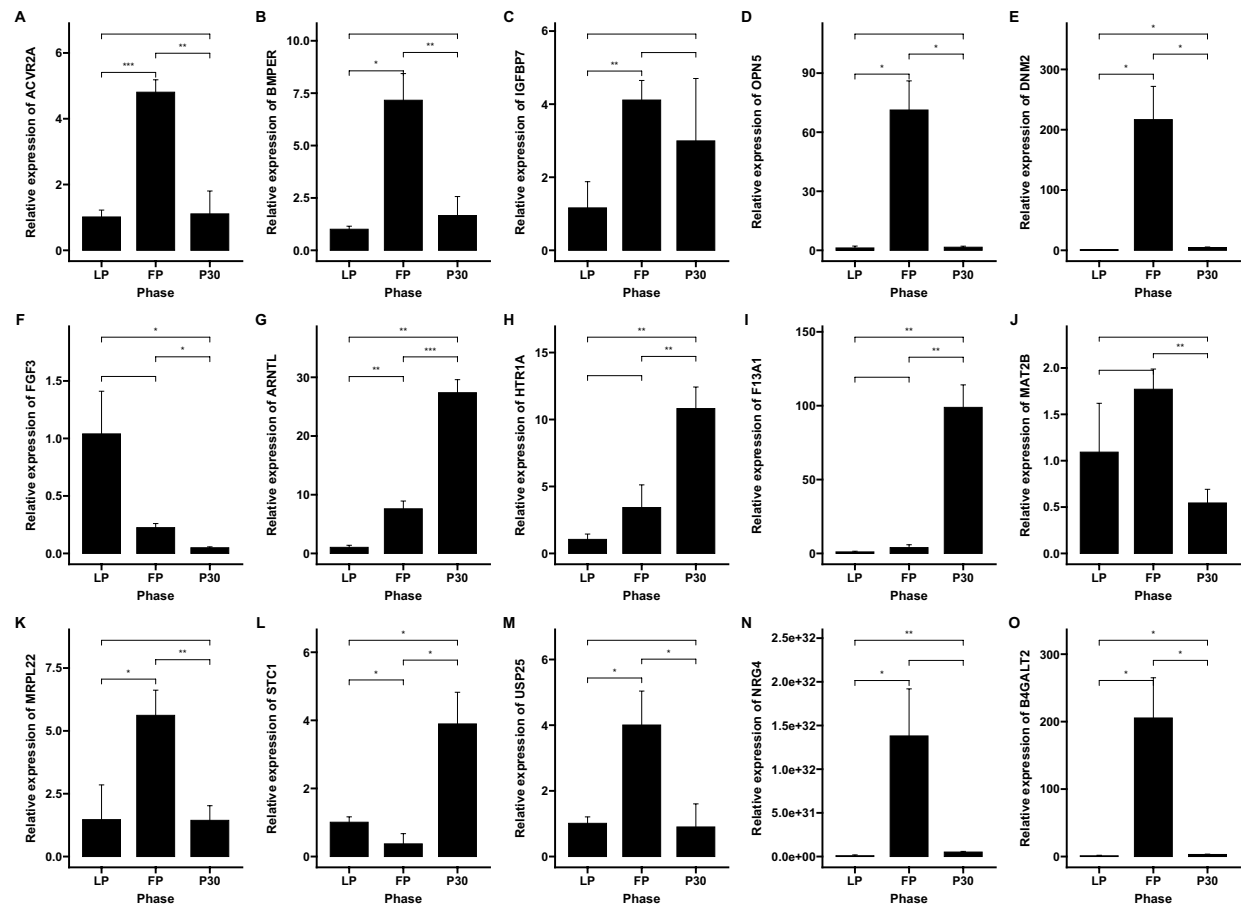 A
Relative expression of ACVR2A
6
4
2
0
***
**
LP FP P30
Phase
B
Relative expression of BMPER
10.0
7.5
5.0
2.5
0.0
*
**
LP FP P30
Phase
C
Relative expression of IGFBP7
6
4
2
0
**
LP FP P30
Phase
D
Relative expression of OPN5
90
60
30
0
*
*
LP FP P30
Phase
E
Relative expression of DNM2
300
200
100
0
*
*
*
LP FP P30
Phase
F
Relative expression of FGF3
1.5
1.0
0.5
0.0
*
*
LP FP P30
Phase
G
Relative expression of ARNTL
30
20
10
0
**
***
**
LP FP P30
Phase
H
Relative expression of HTR1A
15
10
5
0
**
**
LP FP P30
Phase
I
Relative expression of F13A1
150
100
50
0
**
**
LP FP P30
Phase
J
Relative expression of MAT2B
2.0
1.5
1.0
0.5
0.0
**
LP FP P30
Phase
K
Relative expression of MRPL22
7.5
5.0
2.5
0.0
*
**
LP FP P30
Phase
L
Relative expression of STC1
6
4
2
0
*
*
*
LP FP P30
Phase
M
Relative expression of USP25
6
4
2
0
*
*
LP FP P30
Phase
N
Relative expression of NRG4
2.5e+32
2.0e+32
1.5e+32
1.0e+32
5.0e+31
0.0e+00
**
*
LP FP P30
Phase
O
Relative expression of B4GALT2
300
200
100
0
*
*
*
LP FP P30
Phase